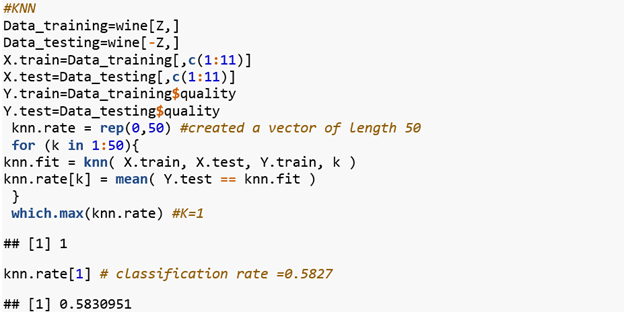 #KNN
Data_training=wine[Z,]
Data_testing=wine[-Z,]
X.train=Data_training[,c(1:11)]
X.test=Data_testing[,c(1:11)]
Y.train=Data_training$quality
Y.test=Data_testing$quality
knn.rate = rep(0,50) #created a vector of length 50
for (k in 1:50){
knn.fit = knn( X.train, X.test, Y.train, k )
knn.rate[k] = mean( Y.test == knn.fit )
}
which.max(knn.rate) #K=1
## [1] 1
knn.rate[1] # classification rate =0.5827
## [1] 0.5830951